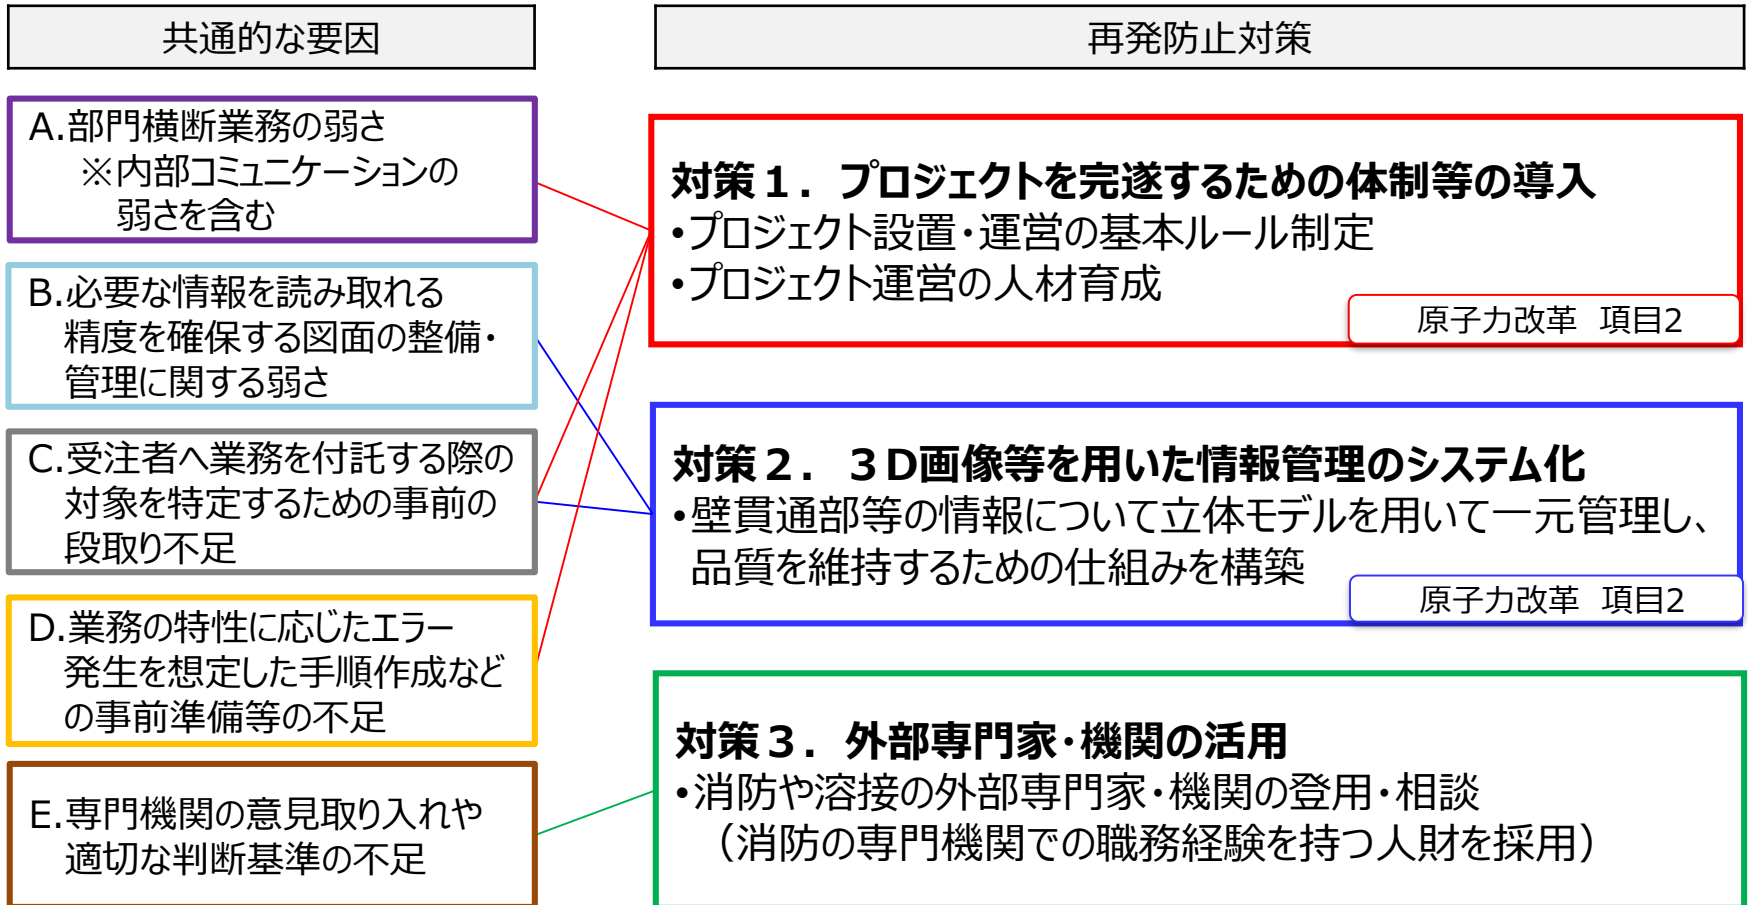 共通的な要因
A.部門横断業務の弱さ
※内部コミュニケーションの
弱さを含む
B.必要な情報を読み取れる
精度を確保する図面の整備・
管理に関する弱さ
C.受注者へ業務を付託する際の
対象を特定するための事前の
段取り不足
D.業務の特性に応じたエラー
発生を想定した手順作成など
の事前準備等の不足
E.専門機関の意見取り入れや
適切な判断基準の不足
再発防止対策
対策１．プロジェクトを完遂するための体制等の導入
•プロジェクト設置・運営の基本ルール制定
•プロジェクト運営の人材育成
原子力改革　項目2
対策２．３D画像等を用いた情報管理のシステム化
•壁貫通部等の情報について立体モデルを用いて一元管理し、
品質を維持するための仕組みを構築
原子力改革　項目2
対策３．外部専門家・機関の活用
•消防や溶接の外部専門家・機関の登用・相談
（消防の専門機関での職務経験を持つ人財を採用）